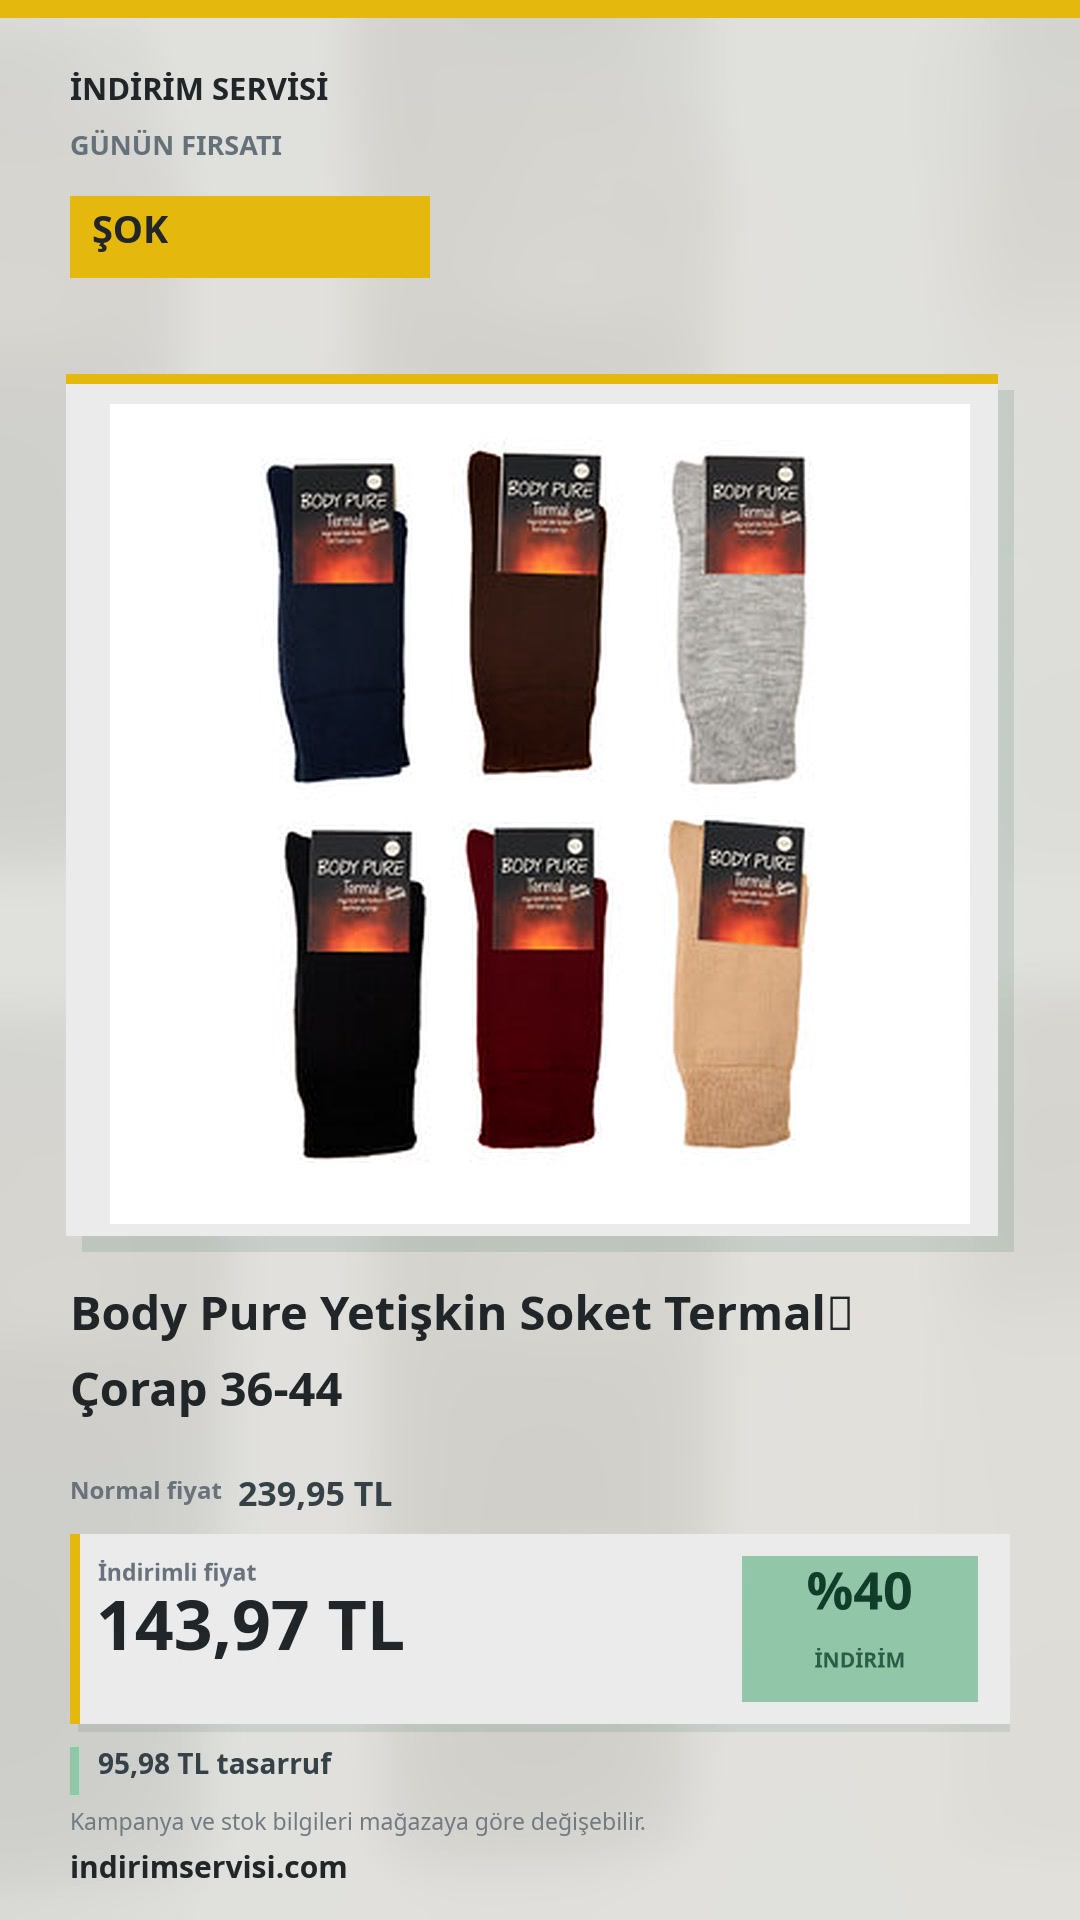 İNDİRİM SERVİSİ
GÜNÜN FIRSATI
ŞOK
BODY PURE
Termal
BODY PURE
Termal
BODY PURE
Termal
BODY PURE
Termal
BODY PURE
Termal
BODY PURE
Termal
Body Pure Yetişkin Soket Termal
Çorap 36-44
Normal fiyat 239,95 TL
İndirimli fiyat
143,97 TL
%40
İNDİRİM
95,98 TL tasarruf
Kampanya ve stok bilgileri mağazaya göre değişebilir.
indirimservisi.com